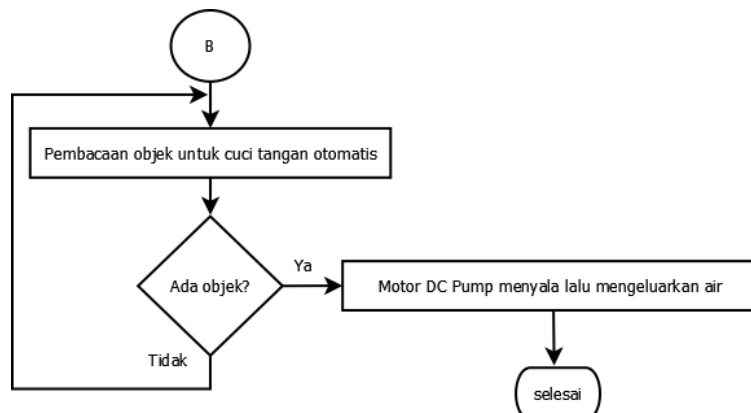 B
Pembacaan objek untuk cuci tangan otomatis
Ada objek?
Ya
Motor DC Pump menyala lalu mengeluarkan air
Tidak
selesai